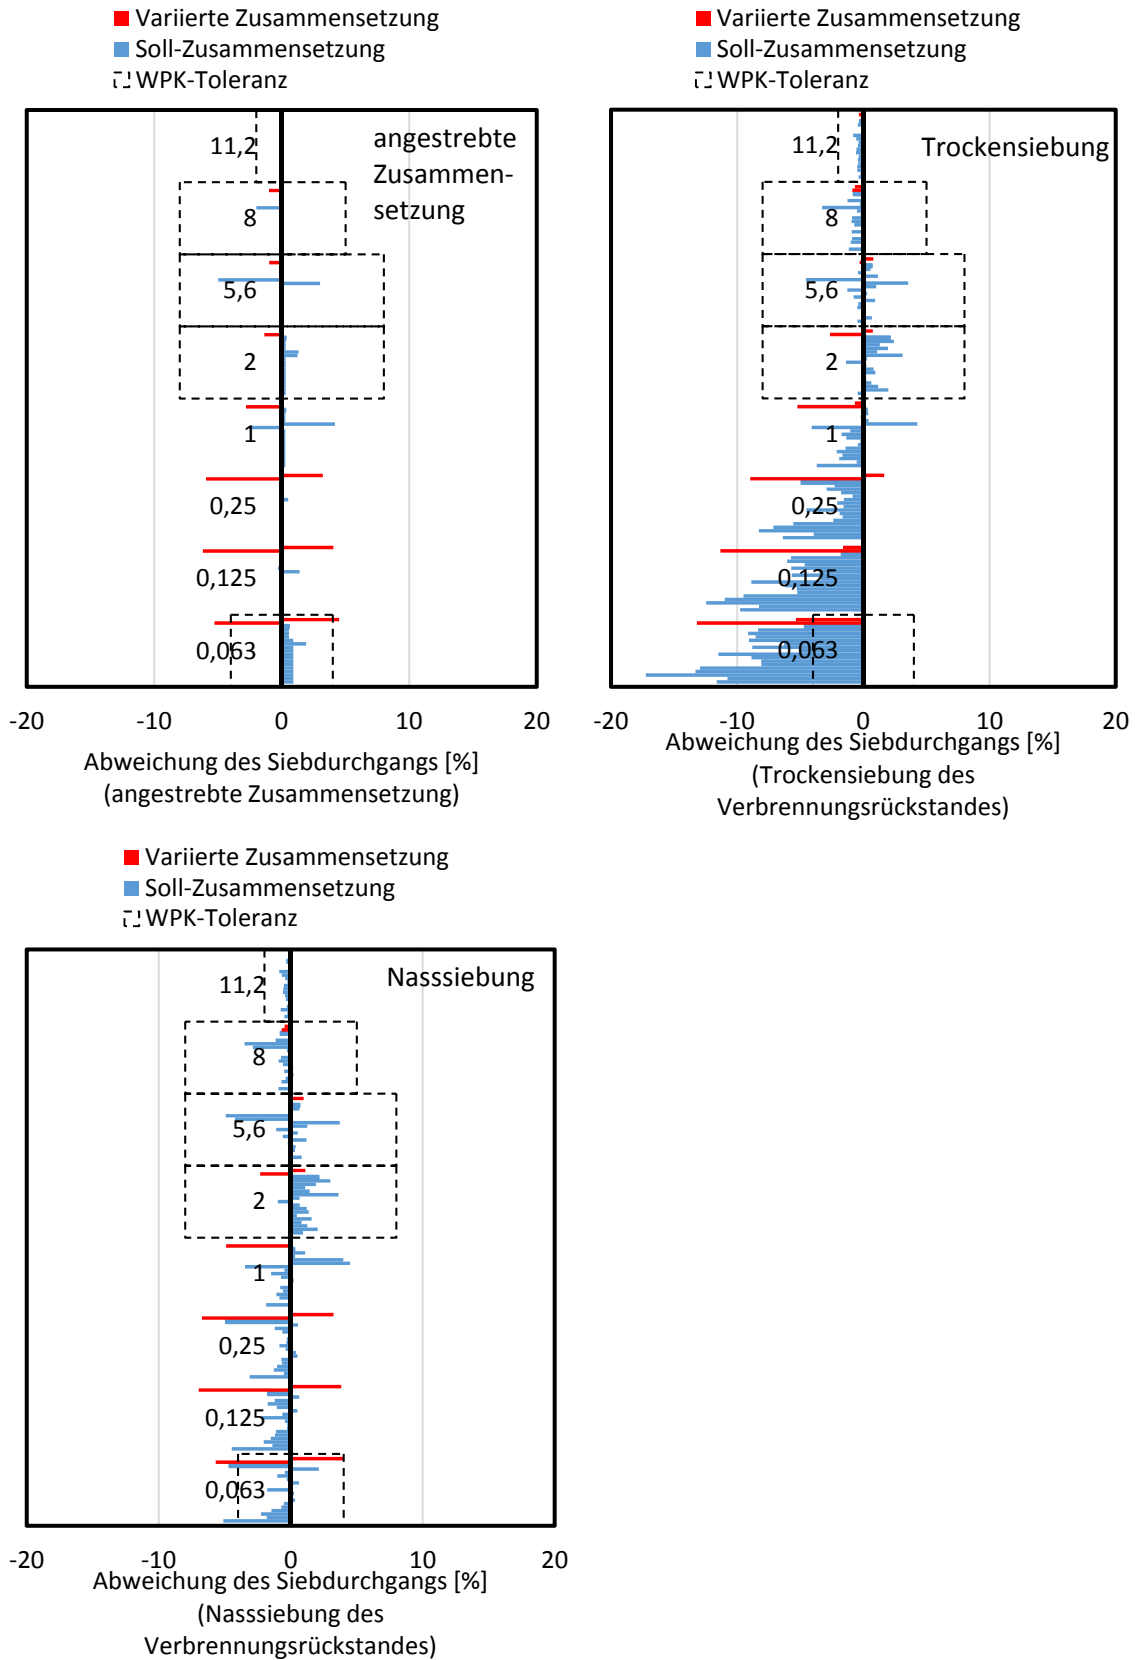 Variierte Zusammensetzung
Soll-Zusammensetzung
WPK-Toleranz
angestrebte
Zusammen-
setzung
11,2
8
5,6
2
1
0,25
0,125
0,063
-20 -10 0 10 20
Abweichung des Siebdurchgangs [%]
(angestrebte Zusammensetzung)
Variierte Zusammensetzung
Soll-Zusammensetzung
WPK-Toleranz
Trockensiebung
11,2
8
5,6
2
1
0,25
0,125
0,063
-20 -10 0 10 20
Abweichung des Siebdurchgangs [%]
(Trockensiebung des
Verbrennungsrückstandes)
Variierte Zusammensetzung
Soll-Zusammensetzung
WPK-Toleranz
Nasssiebung
11,2
8
5,6
2
1
0,25
0,125
0,063
-20 -10 0 10 20
Abweichung des Siebdurchgangs [%]
(Nasssiebung des
Verbrennungsrückstandes)